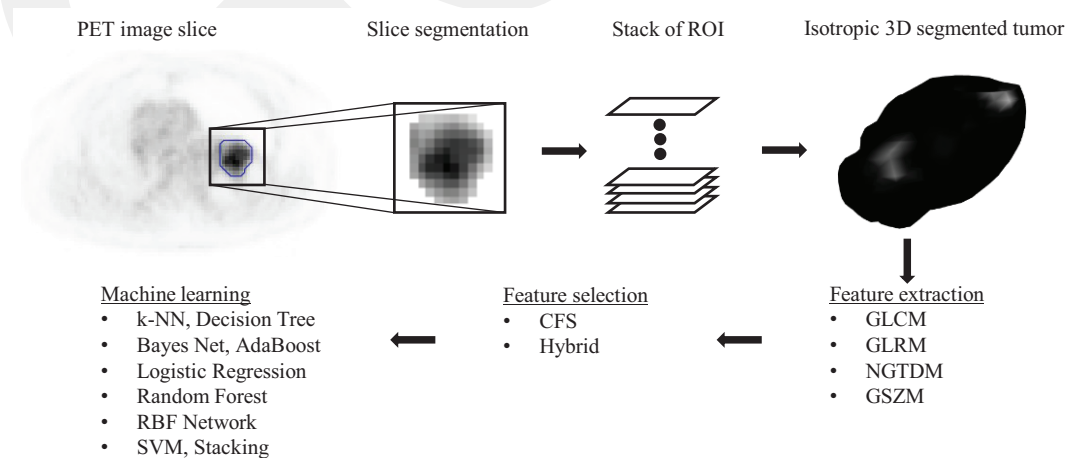 PET image slice
Slice segmentation
Stack of ROI
Isotropic 3D segmented tumor
Machine learning
• k-NN, Decision Tree
• Bayes Net, AdaBoost
• Logistic Regression
• Random Forest
• RBF Network
• SVM, Stacking
Feature selection
• CFS
• Hybrid
Feature extraction
• GLCM
• GLRM
• NGTDM
• GSZM